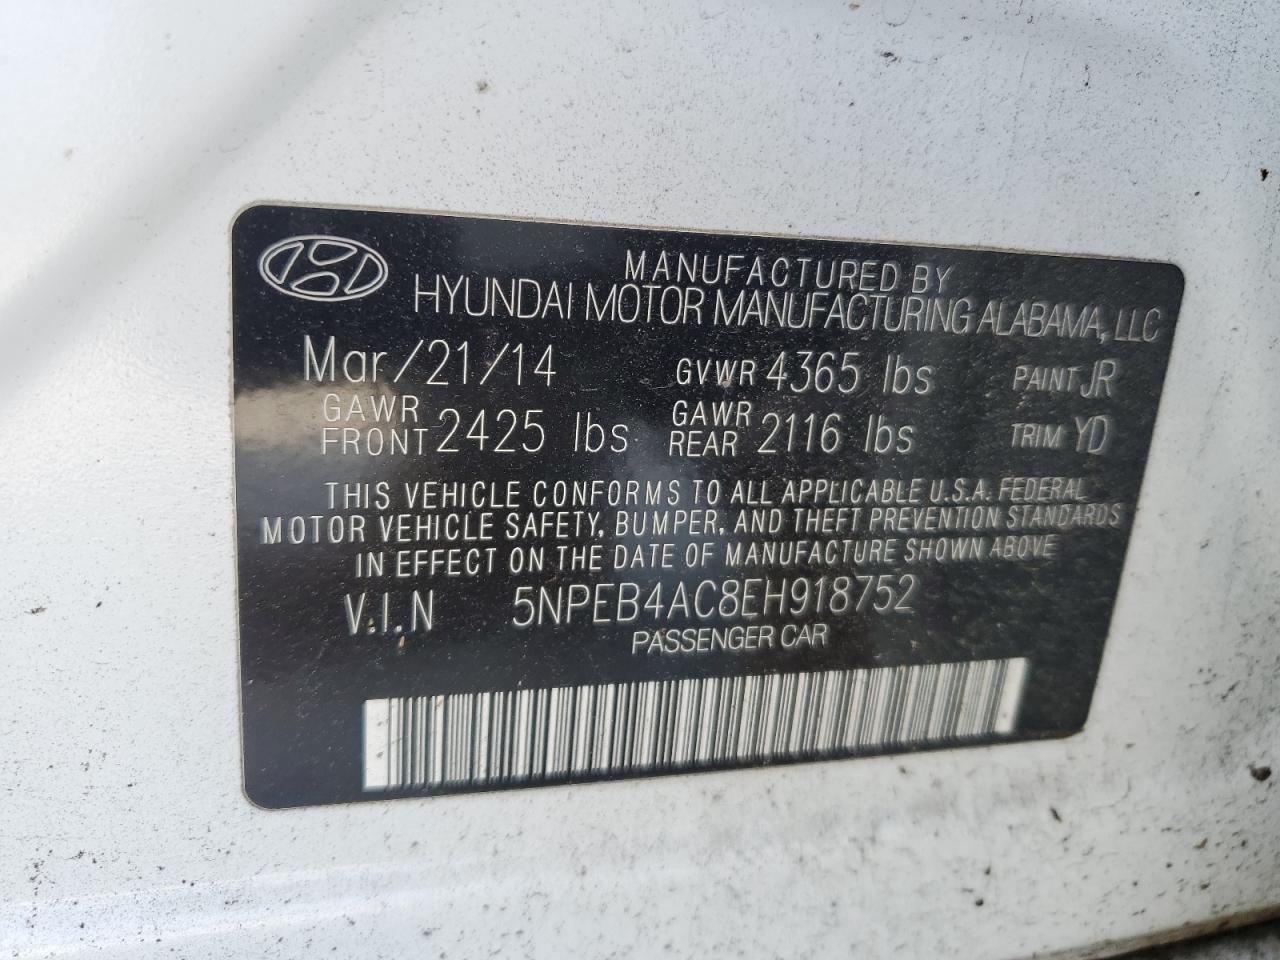 MANUFACTURED BY
HYUNDAI MOTOR MANUFACTURING ALABAMA, LLC
Mar/21/14 GVWR 4365 lbs PAINT JR
GAWR FRONT 2425 lbs GAWR REAR 2116 lbs TRIM YD
THIS VEHICLE CONFORMS TO ALL APPLICABLE U.S.A. FEDERAL
MOTOR VEHICLE SAFETY, BUMPER, AND THEFT PREVENTION STANDARDS
IN EFFECT ON THE DATE OF MANUFACTURE SHOWN ABOVE
V.I.N 5NPEB4AC8EH918752
PASSENGER CAR